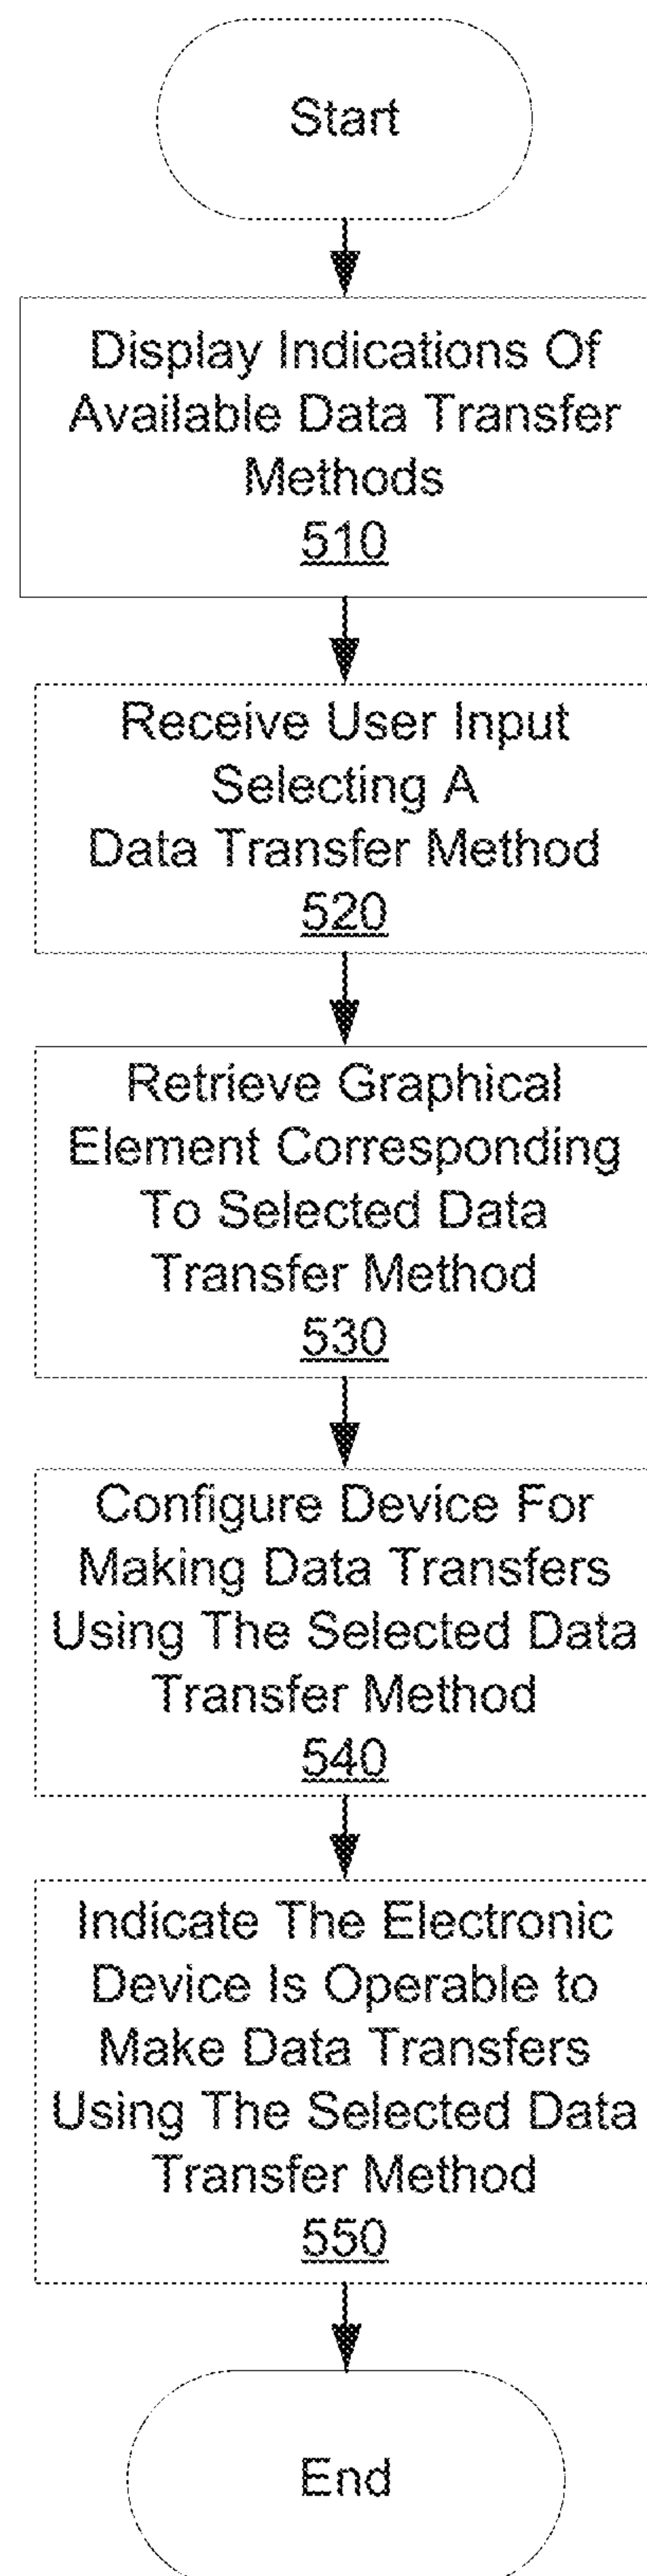 Start
Display Indications Of
Available Data Transfer
Methods
510
Receive User Input
Selecting A
Data Transfer Method
520
Retrieve Graphical
Element Corresponding
To Selected Data
Transfer Method
530
Configure Device For
Making Data Transfers
Using The Selected Data
Transfer Method
540
Indicate The Electronic
Device Is Operable to
Make Data Transfers
Using The Selected Data
Transfer Method
550
End